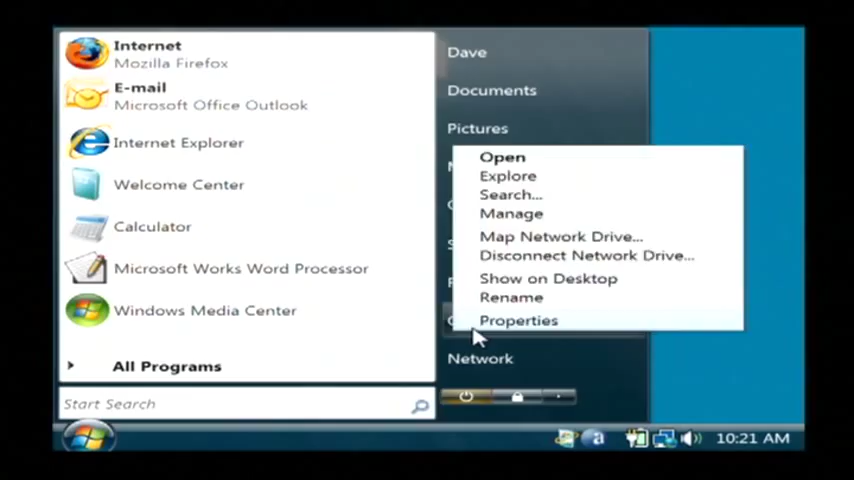 Internet
Mozilla Firefox
E-mail
Microsoft Office Outlook
Internet Explorer
Welcome Center
Calculator
Microsoft Works Word Processor
Windows Media Center
All Programs
Start Search
Dave
Documents
Pictures
Open
Explore
Search...
Manage
Map Network Drive...
Disconnect Network Drive...
Show on Desktop
Rename
Properties
Network
10:21 AM